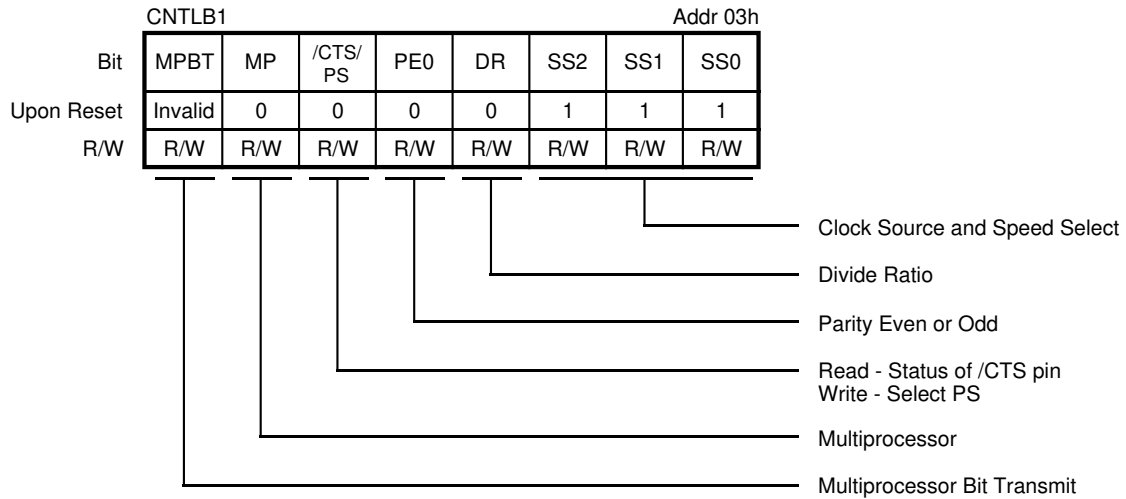 CNTLB1 Addr 03h
Bit MPBT MP /CTS/ PS PE0 DR SS2 SS1 SS0
Upon Reset Invalid 0 0 0 0 1 1 1
R/W R/W R/W R/W R/W R/W R/W R/W R/W
Clock Source and Speed Select
Divide Ratio
Parity Even or Odd
Read - Status of /CTS pin
Write - Select PS
Multiprocessor
Multiprocessor Bit Transmit